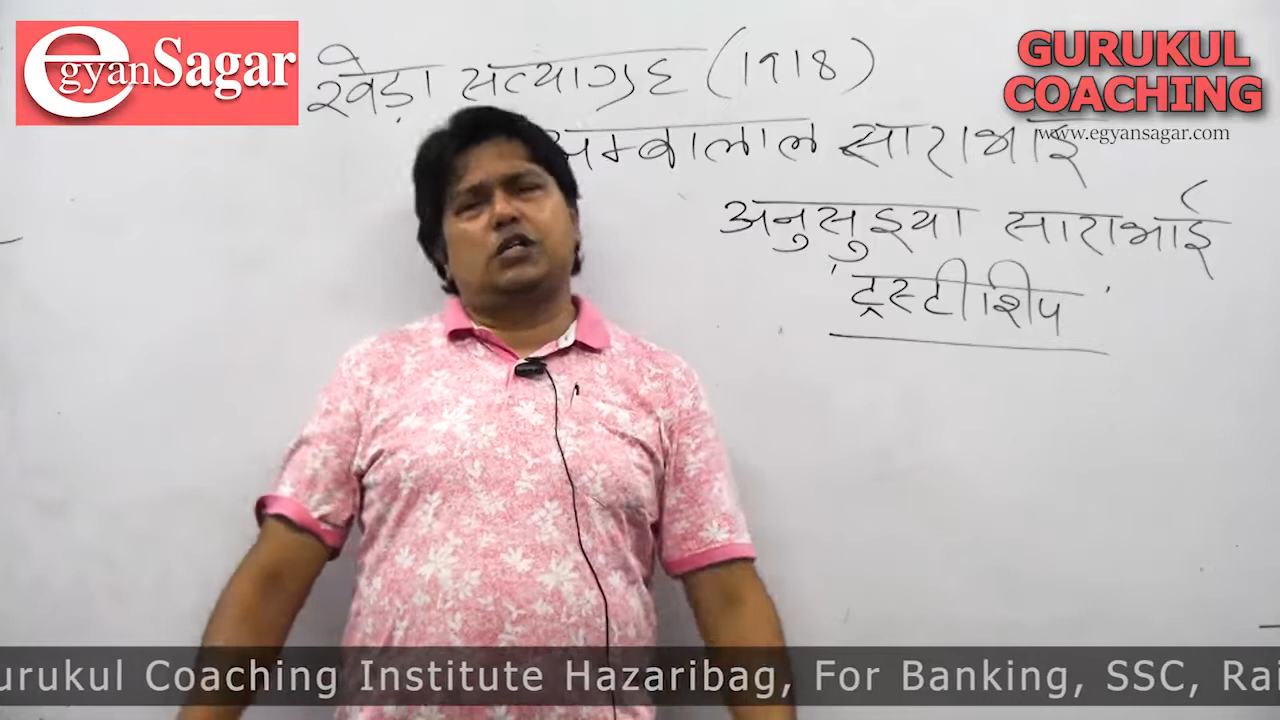 egyanSagar
GURUKUL
COACHING
www.egyansagar.com
खेड़ा सत्याग्रह (1918)
अम्बालाल साराभाई
अनुसुइया साराभाई
'ट्रस्टीशिप'
urukul Coaching Institute Hazaribag, For Banking, SSC, Rai